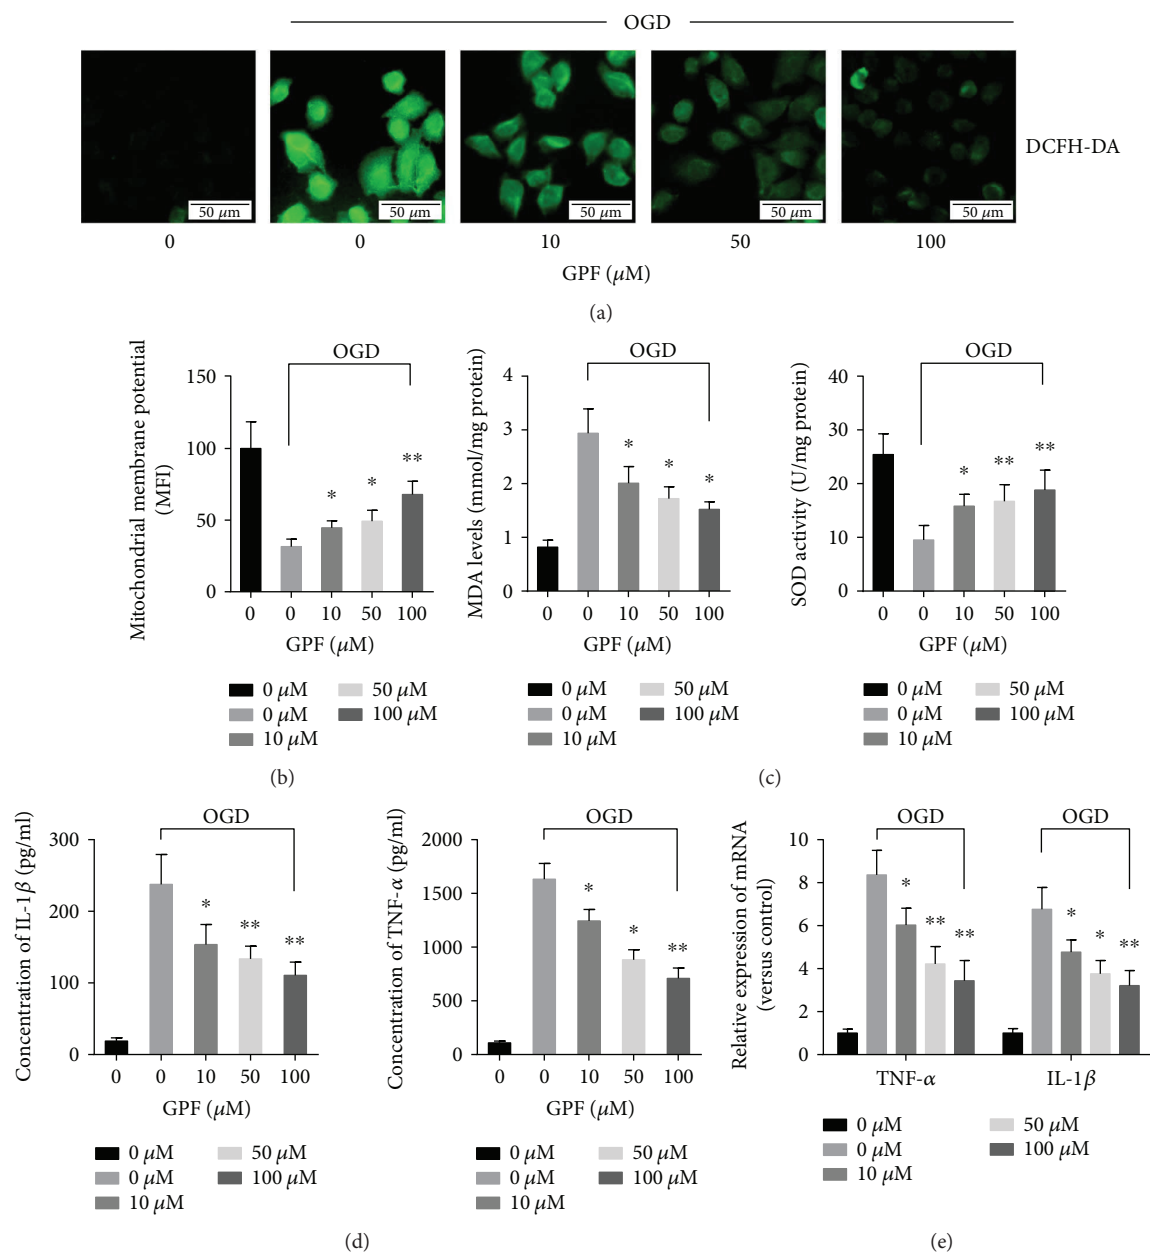 OGD
50 µm 50 µm 50 µm 50 µm 50 µm
DCFH-DA
0 0 10 50 100
GPF (µM)
(a)
Mitochondrial membrane potential
(MFI)
OGD
150
100
50
0
* * **
0 0 10 50 100
GPF (µM)
0 µM 50 µM
0 µM 100 µM
10 µM
(b)
MDA levels (mmol/mg protein)
OGD
4
3
2
1
0
* * *
0 0 10 50 100
GPF (µM)
0 µM 50 µM
0 µM 100 µM
10 µM
SOD activity (U/mg protein)
OGD
40
30
20
10
0
* ** **
0 0 10 50 100
GPF (µM)
0 µM 50 µM
0 µM 100 µM
10 µM
(c)
Concentration of IL-1β (pg/ml)
OGD
300
200
100
0
* ** **
0 0 10 50 100
GPF (µM)
0 µM 50 µM
0 µM 100 µM
10 µM
Concentration of TNF-α (pg/ml)
OGD
2000
1500
1000
500
0
* * **
0 0 10 50 100
GPF (µM)
0 µM 50 µM
0 µM 100 µM
10 µM
(d)
Relative expression of mRNA
(versus control)
OGD OGD
10
8
6
4
2
0
* ** ** * * **
TNF-α IL-1β
0 µM 50 µM
0 µM 100 µM
10 µM
(e)